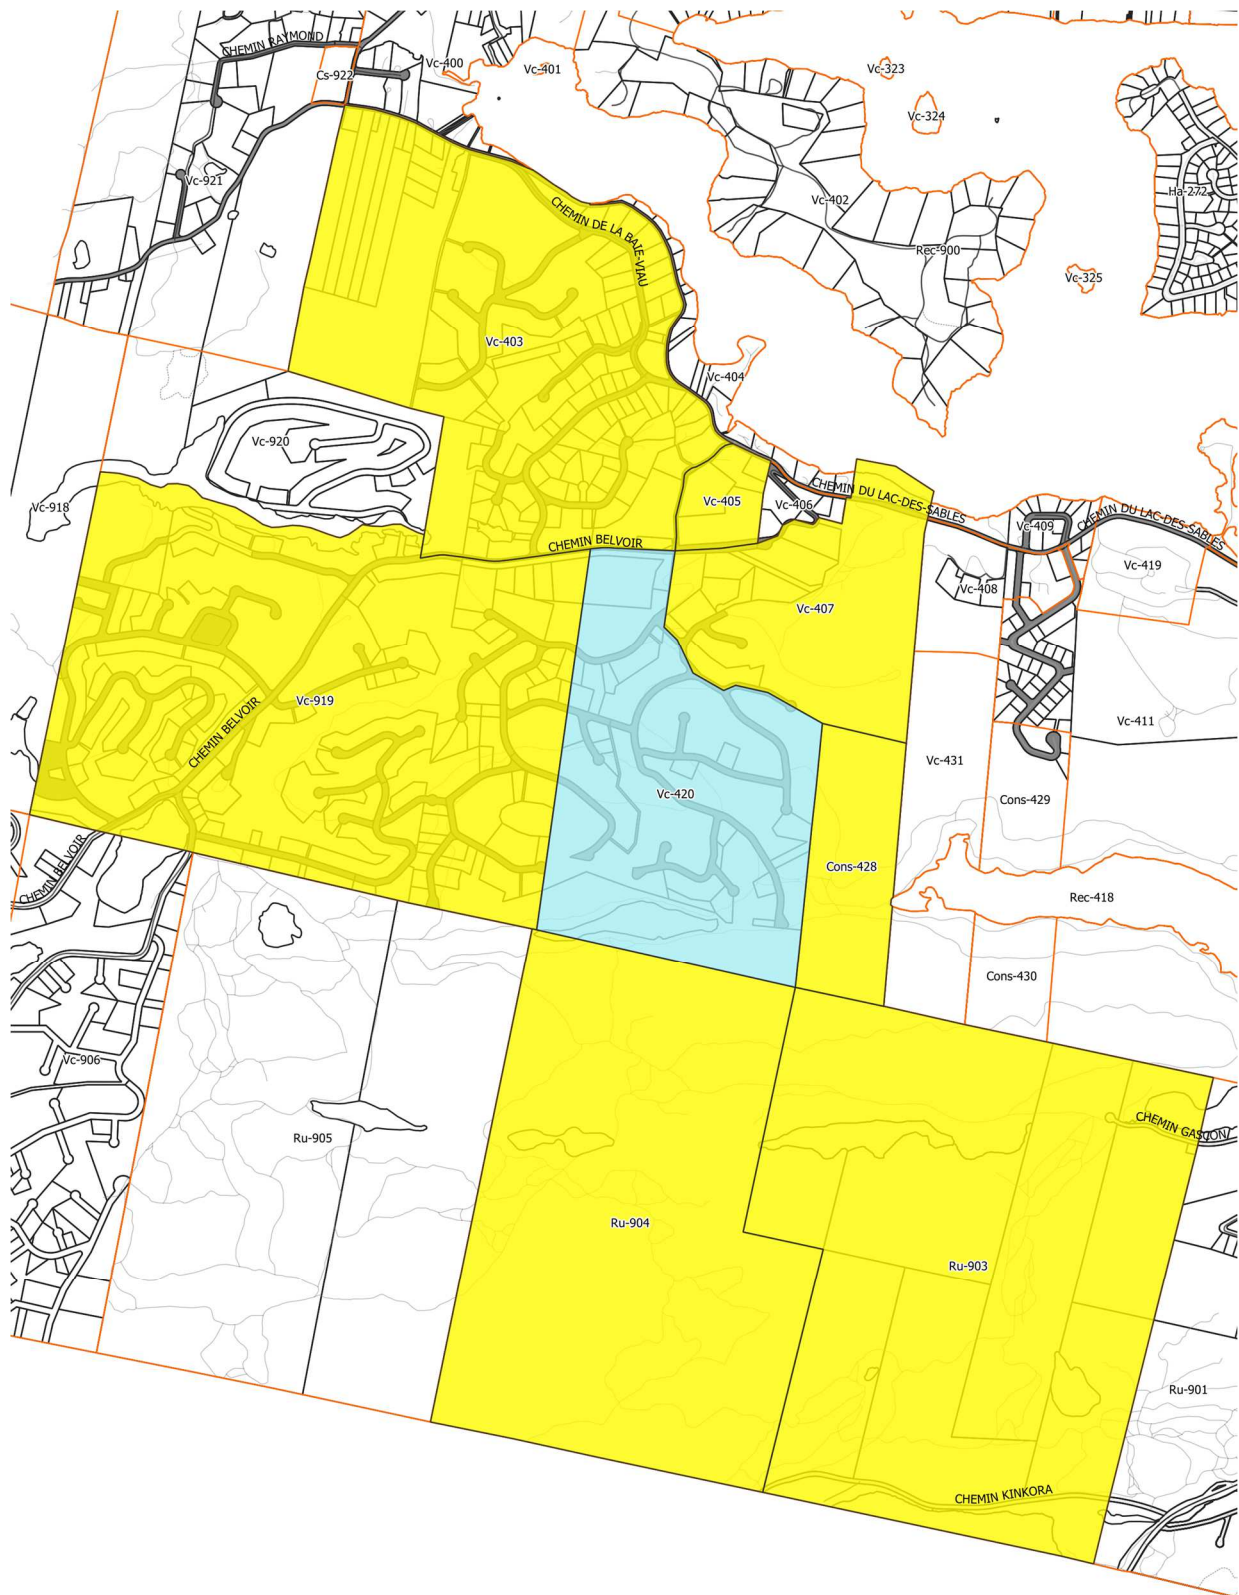 CHEMIN RAYMOND
Vc-400
Vc-401
Cs-922
Vc-323
Vc-324
Vc-921
Ha-272
Vc-402
CHEMIN DE LA BAIE-VIAU
Rec-900
Vc-325
Vc-403
Vc-404
Vc-920
Vc-918
Vc-405
Vc-406
CHEMIN DU LAC-DES-SABLES
Vc-409
CHEMIN DU LAC-DES-SABLES
CHEMIN BELVOIR
Vc-419
Vc-408
Vc-407
Vc-919
CHEMIN BELVOIR
Vc-411
Vc-431
Vc-420
Cons-429
CHEMIN BELVOIR
Cons-428
Rec-418
Cons-430
Vc-906
Ru-905
CHEMIN GASCON
Ru-904
Ru-903
Ru-901
CHEMIN KINKORA